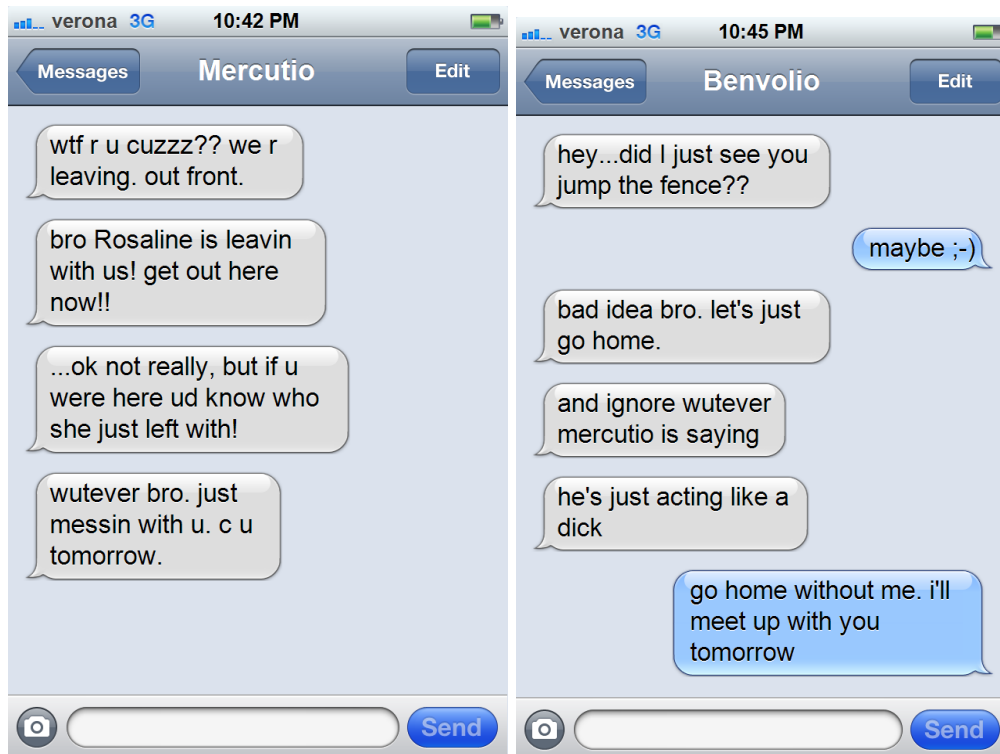 verona 3G 10:42 PM
Messages Mercutio Edit
wtf r u cuzzz?? we r
leaving. out front.
bro Rosaline is leavin
with us! get out here
now!!
...ok not really, but if u
were here ud know who
she just left with!
wutever bro. just
messin with u. c u
tomorrow.
Send
verona 3G 10:45 PM
Messages Benvolio Edit
hey...did I just see you
jump the fence??
maybe ;-)
bad idea bro. let's just
go home.
and ignore wutever
mercutio is saying
he's just acting like a
dick
go home without me. i'll
meet up with you
tomorrow
Send